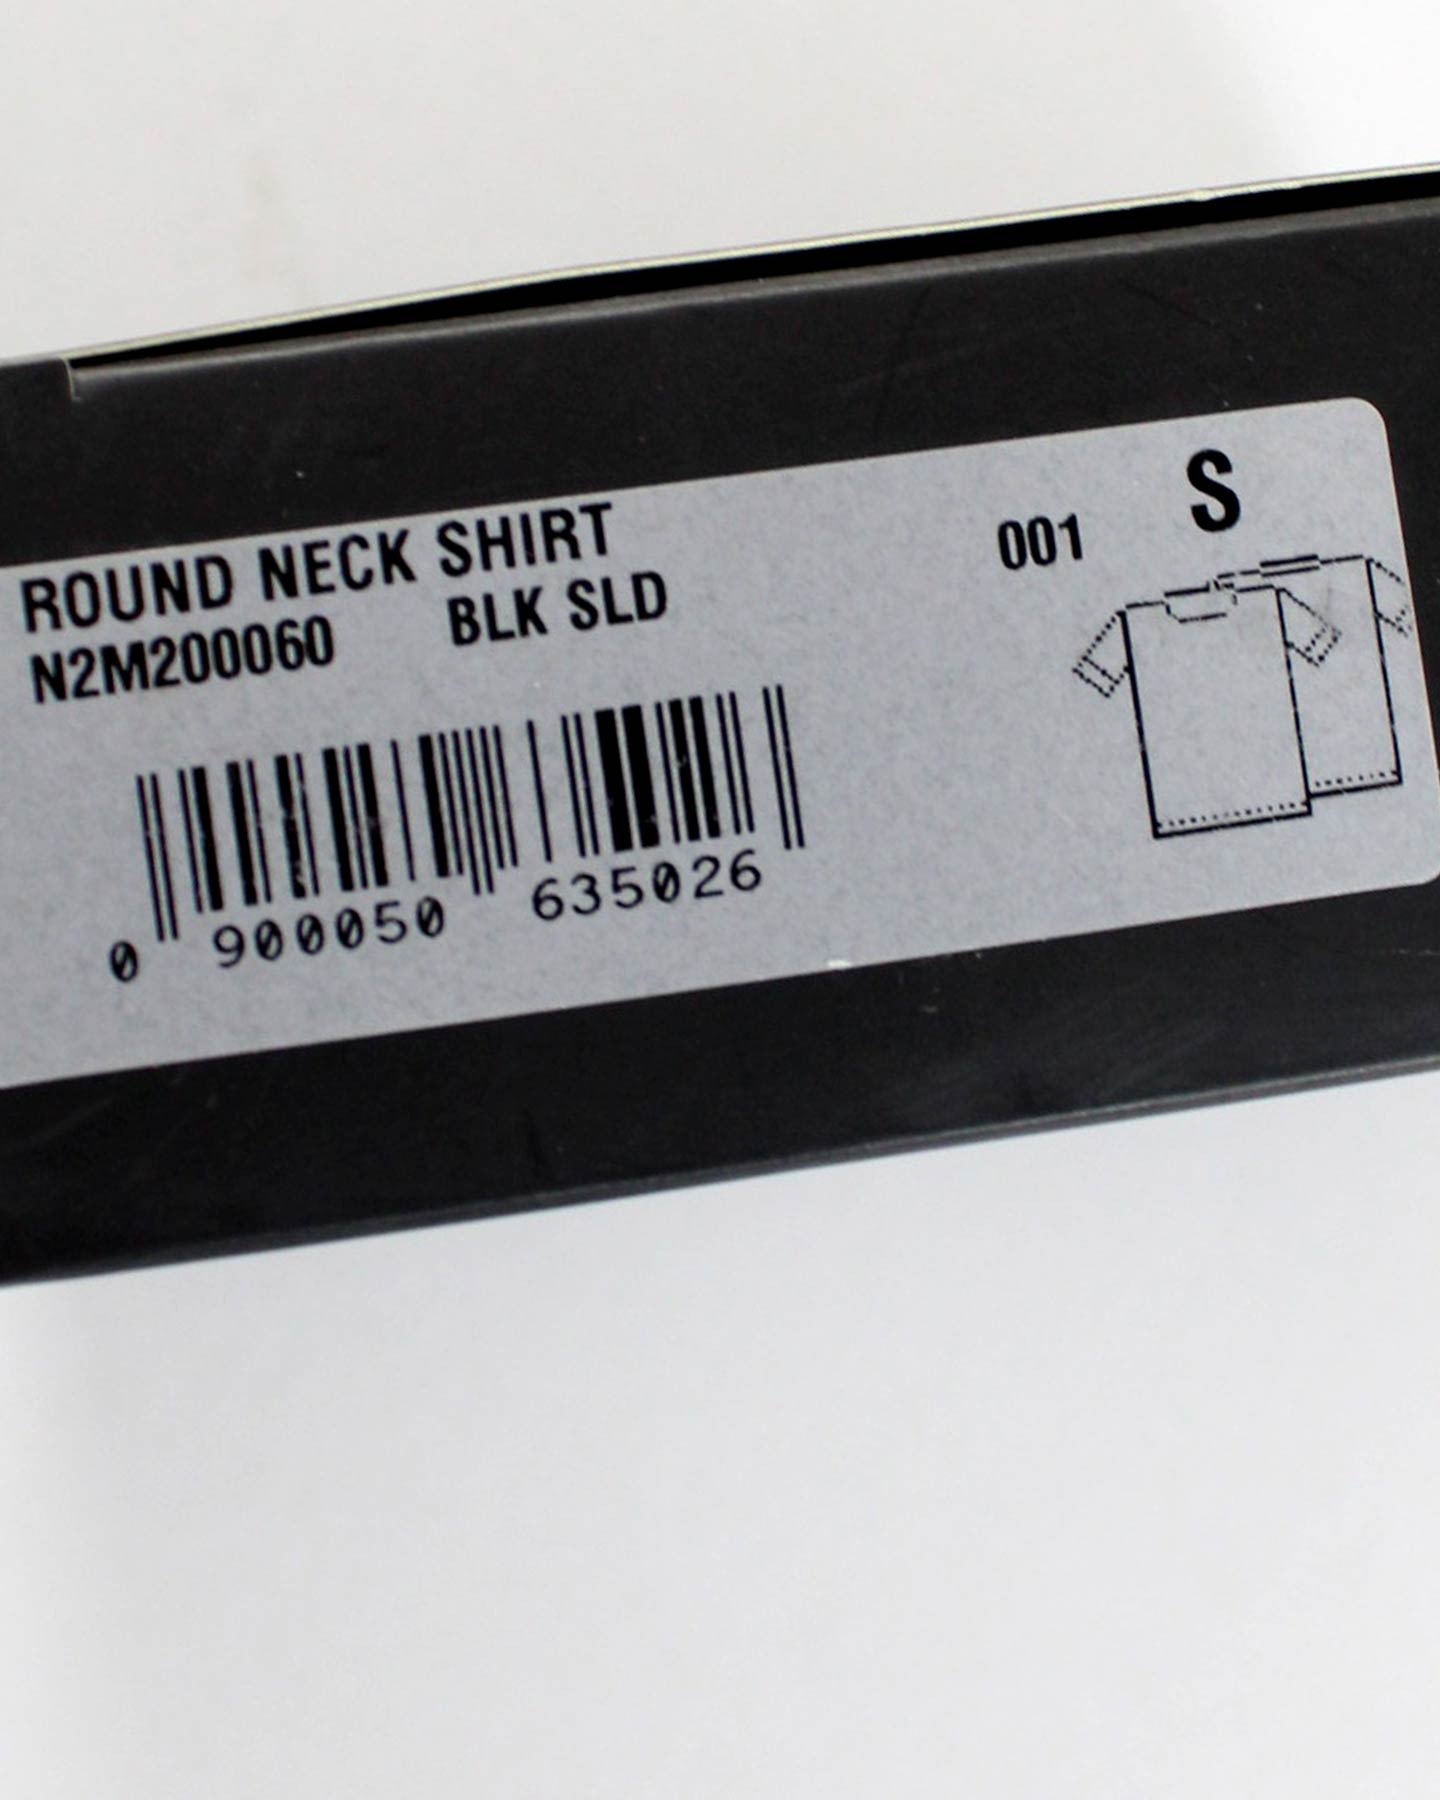 ROUND NECK SHIRT
N2M200060 BLK SLD
001 S
0 900050 635026